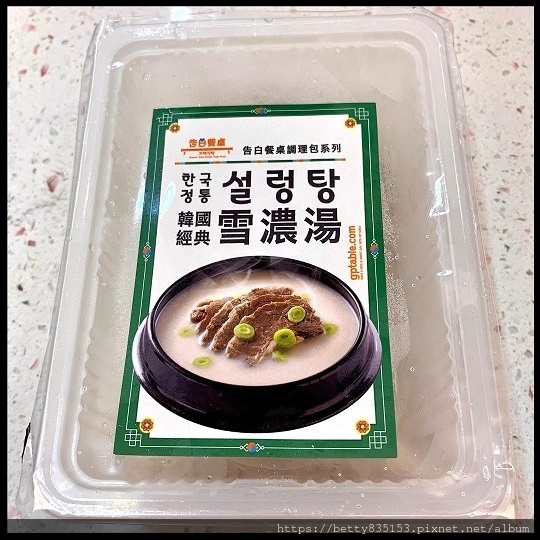 告白餐桌
告白餐桌調理包系列
한국
정통
설렁탕
韓國
經典
雪濃湯
gptable.com
https://betty835153.pixnet.net/album